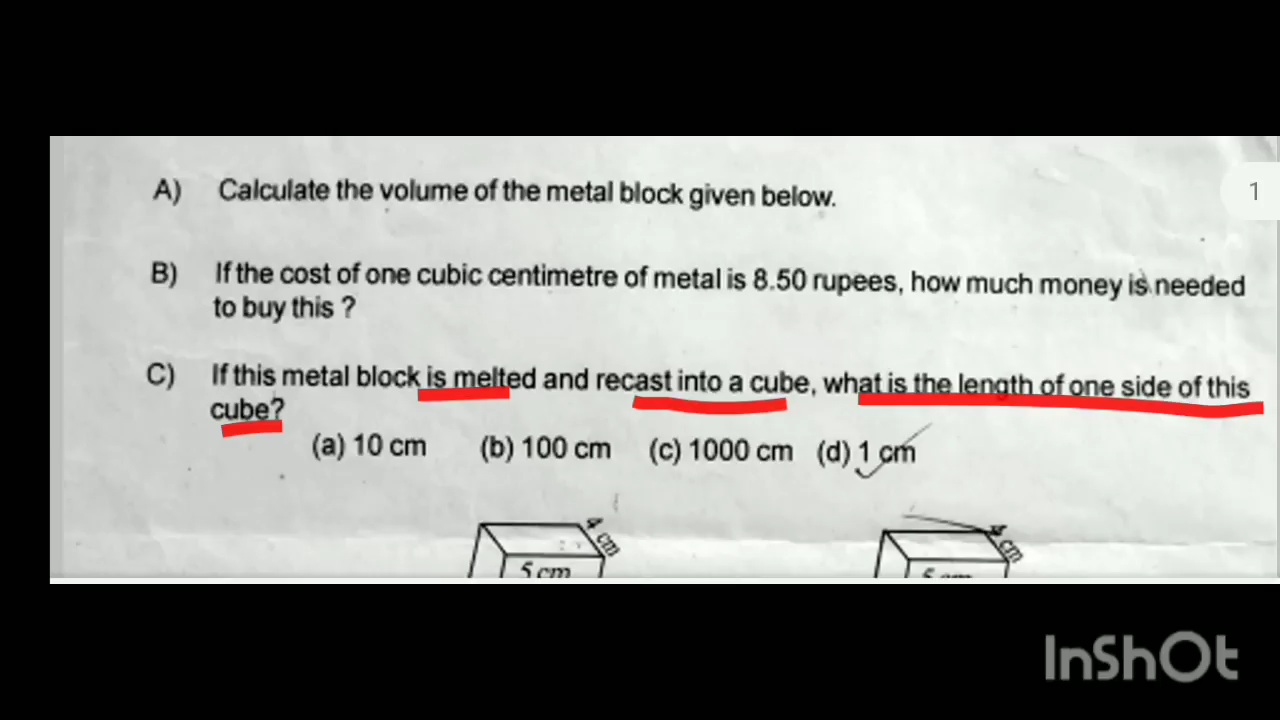 A) Calculate the volume of the metal block given below.
1
B) If the cost of one cubic centimetre of metal is 8.50 rupees, how much money is needed
to buy this ?
C) If this metal block is melted and recast into a cube, what is the length of one side of this
cube?
(a) 10 cm (b) 100 cm (c) 1000 cm (d) 1 cm
4 cm 4 cm
5 cm 5 cm
InShOt